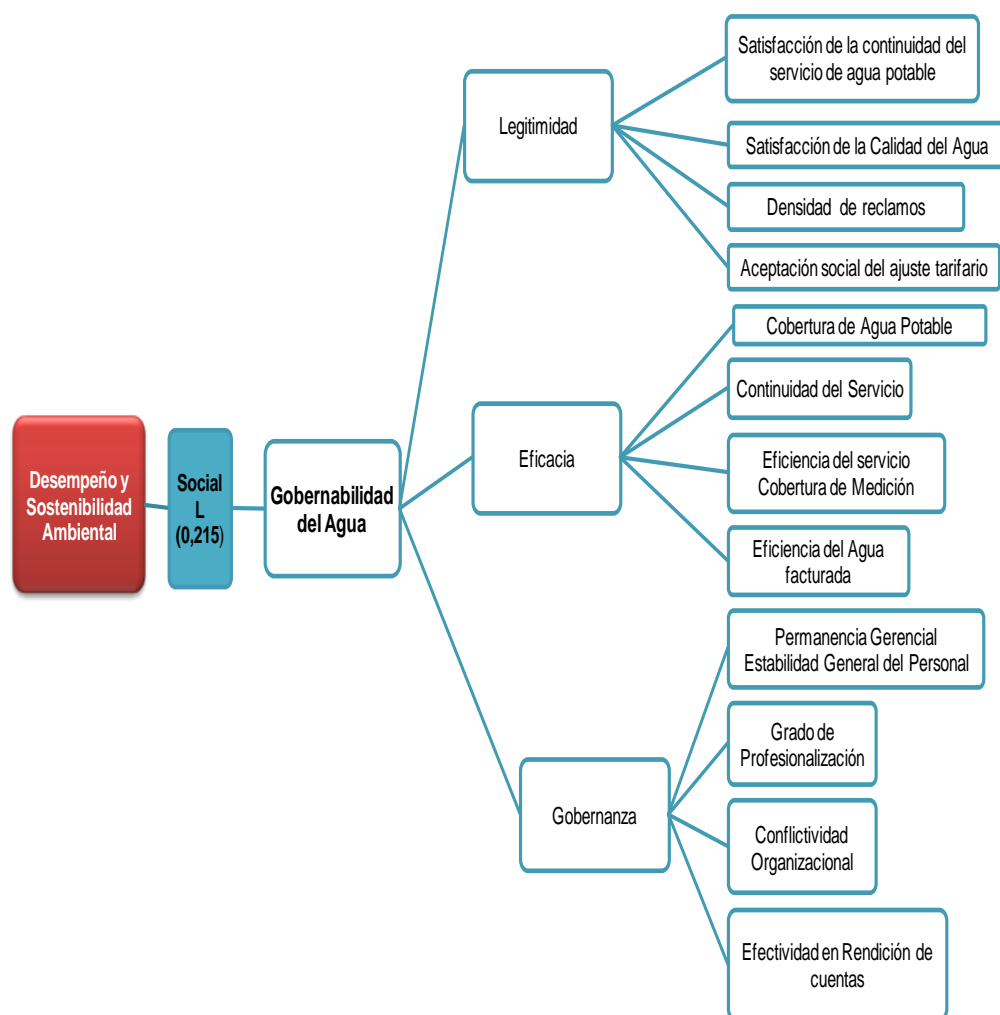 Desempeño y
Sostenibilidad
Ambiental
Social
L
(0,215)
Gobernabilidad
del Agua
Legitimidad
Satisfacción de la continuidad del
servicio de agua potable
Satisfacción de la Calidad del Agua
Densidad de reclamos
Aceptación social del ajuste tarifario
Eficacia
Cobertura de Agua Potable
Continuidad del Servicio
Eficiencia del servicio
Cobertura de Medición
Eficiencia del Agua
facturada
Gobernanza
Permanencia Gerencial
Estabilidad General del Personal
Grado de
Profesionalización
Conflictividad
Organizacional
Efectividad en Rendición de
cuentas